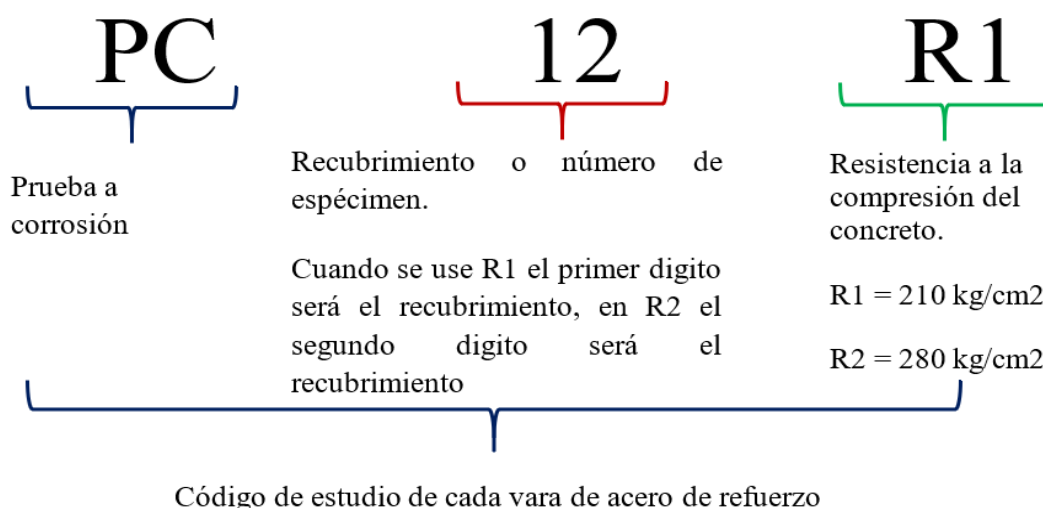 PC 12 R1
Prueba a
corrosión
Recubrimiento o número de
espécimen.
Cuando se use R1 el primer digito
será el recubrimiento, en R2 el
segundo digito será el
recubrimiento
Resistencia a la
compresión del
concreto.
R1 = 210 kg/cm2
R2 = 280 kg/cm2
Código de estudio de cada vara de acero de refuerzo